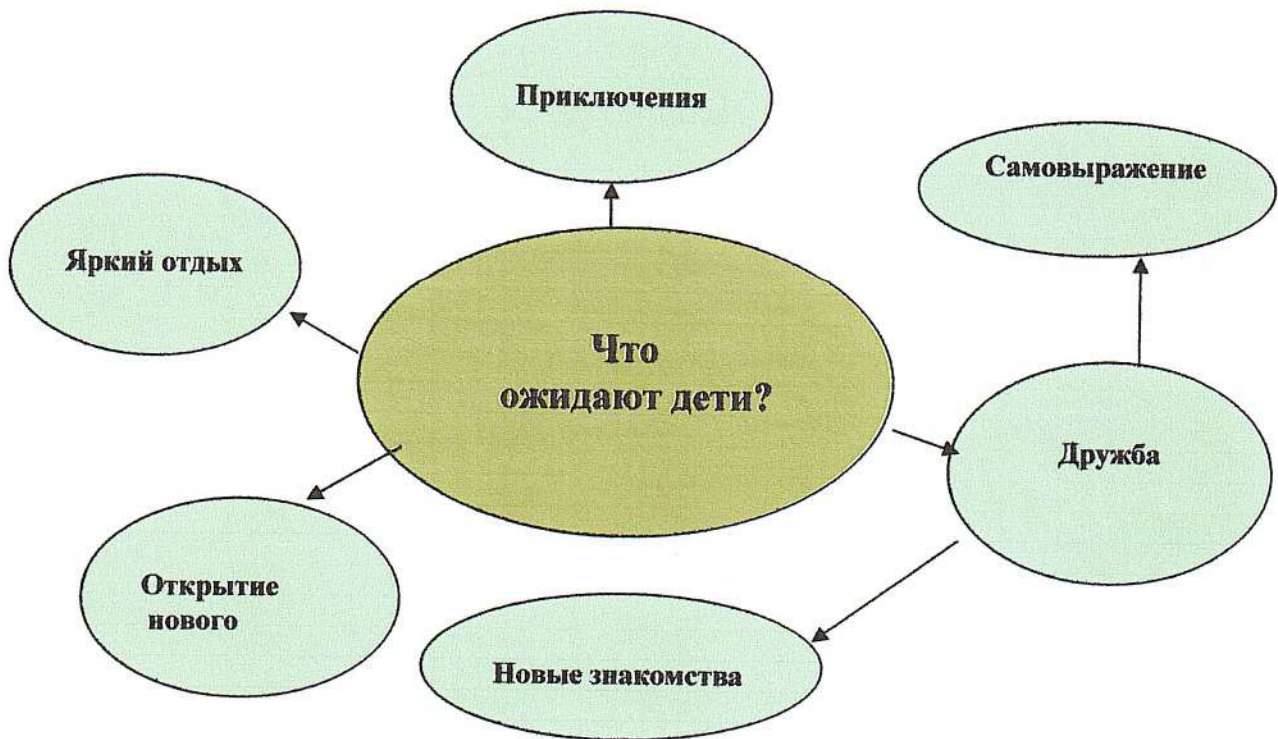 Приключения
Самовыражение
Яркий отдых
Что
ожидают дети?
Дружба
Открытие
нового
Новые знакомства